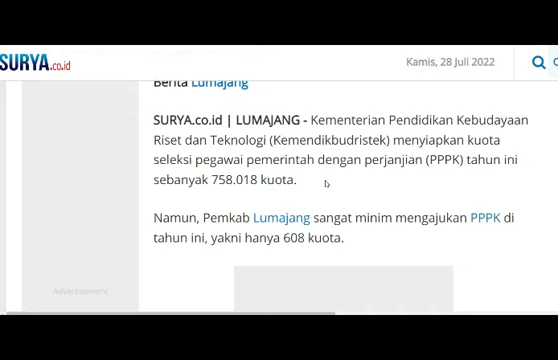 SURYA.co.id
Kamis, 28 Juli 2022
Berita Lumajang
SURYA.co.id | LUMAJANG - Kementerian Pendidikan Kebudayaan
Riset dan Teknologi (Kemendikbudristek) menyiapkan kuota
seleksi pegawai pemerintah dengan perjanjian (PPPK) tahun ini
sebanyak 758.018 kuota.
Namun, Pemkab Lumajang sangat minim mengajukan PPPK di
tahun ini, yakni hanya 608 kuota.
Advertisement